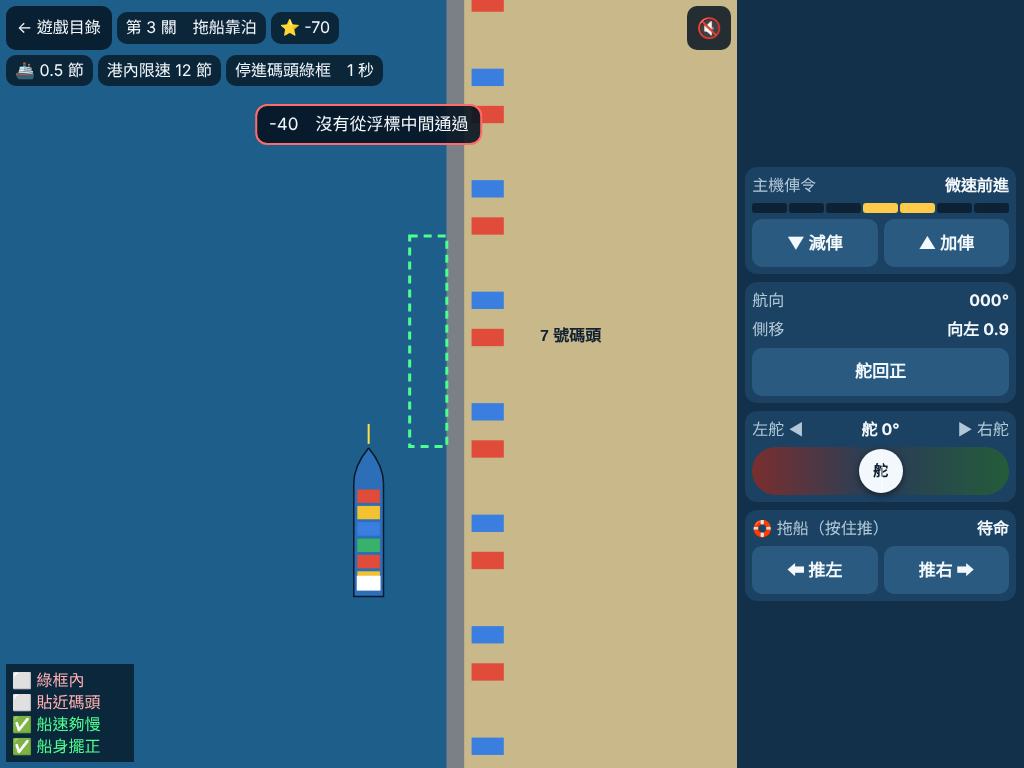 ← 遊戲目錄
第 3 關　拖船靠泊
⭐ -70
🚢 0.5 節
港內限速 12 節
停進碼頭綠框　1 秒
-40　沒有從浮標中間通過
7 號碼頭
主機俥令
微速前進
▼ 減俥
▲ 加俥
航向
000°
側移
向左 0.9
舵回正
左舵 ◀
舵 0°
▶ 右舵
舵
🛟 拖船（按住推）
待命
⬅ 推左
推右 ➡
⬜ 綠框內
⬜ 貼近碼頭
✅ 船速夠慢
✅ 船身擺正